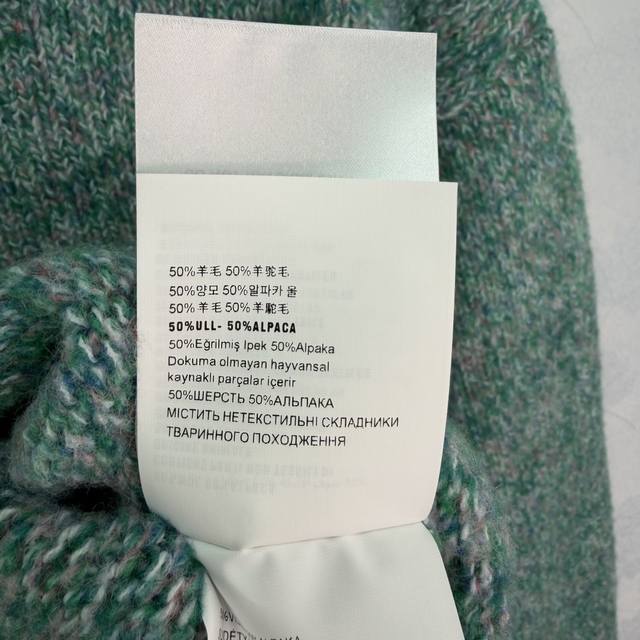 50%羊毛 50%羊驼毛
50%양모 50%알파카 울
50%羊毛 50%羊駝毛
50%ULL- 50%ALPACA
50%Eğrilmiş Ipek 50%Alpaka
Dokuma olmayan hayvansal
kaynaklı parçalar içerir
50%ШЕРСТЬ 50%АЛЬПАКА
МІСТИТЬ НЕТЕКСТИЛЬНІ СКЛАДНИКИ
ТВАРИННОГО ПОХОДЖЕННЯ